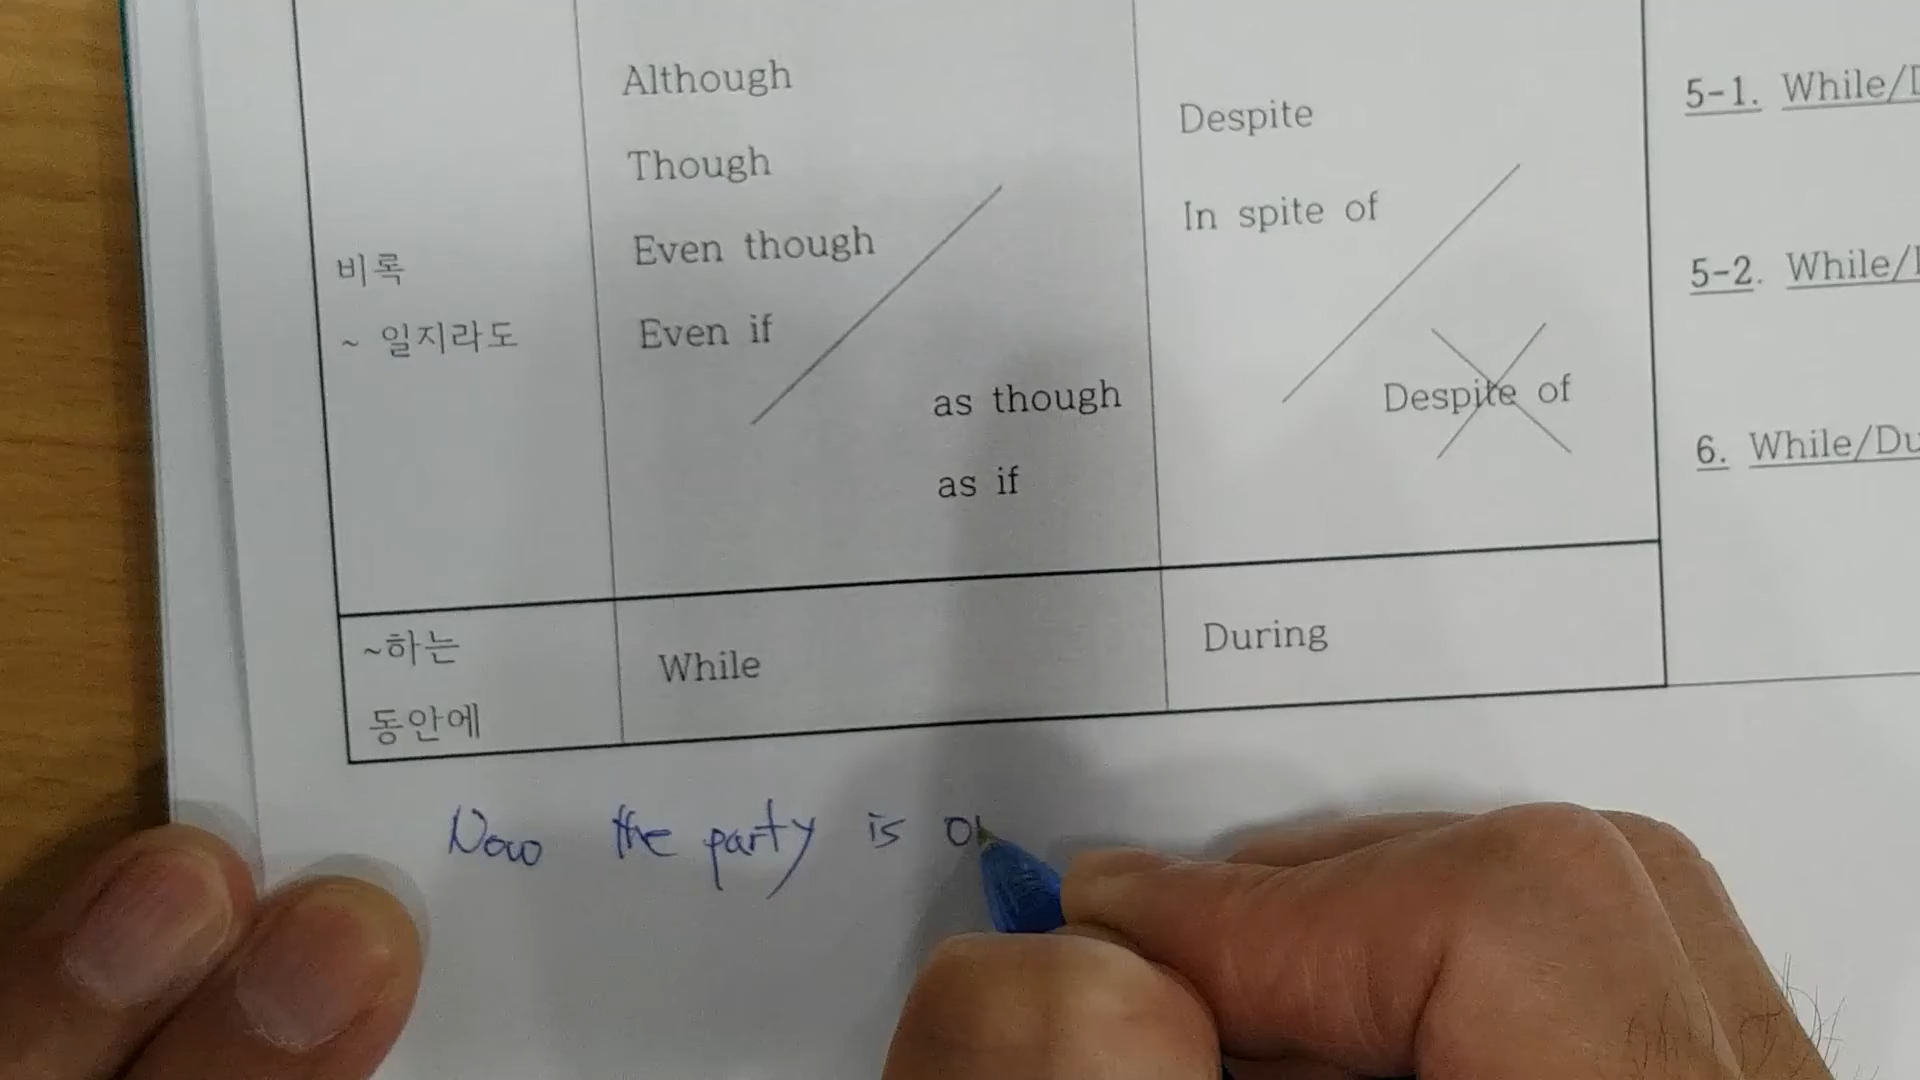 Although
Though
Even though
Even if
as though
as if
Despite
In spite of
Despite of
비록
~ 일지라도
~하는
동안에
While
During
5-1. While/D
5-2. While/
6. While/Du
Now the party is